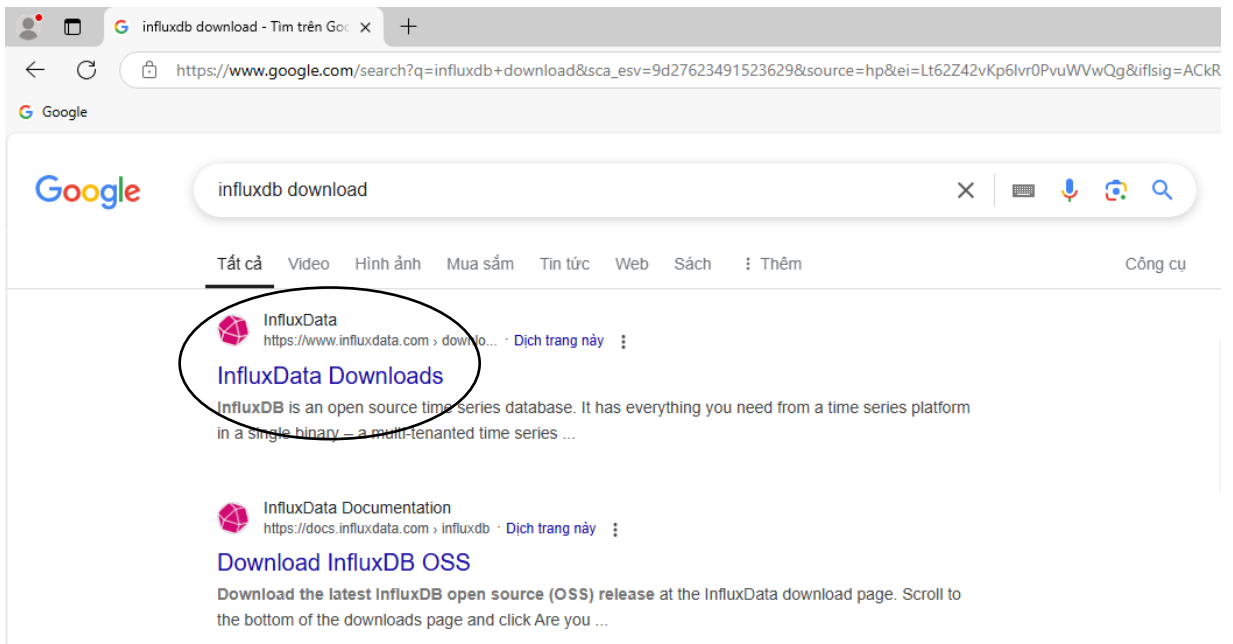 influxdb download - Tìm trên Goo
https://www.google.com/search?q=influxdb+download&sca_esv=9d27623491523629&source=hp&ei=Lt62Z42vKp6lvr0PvuWVwQg&iflsig=ACkR
Google
Google
influxdb download
Tất cả Video Hình ảnh Mua sắm Tin tức Web Sách Thêm Công cụ
InfluxData
https://www.influxdata.com › downlo... · Dịch trang này
InfluxData Downloads
InfluxDB is an open source time series database. It has everything you need from a time series platform
in a single binary – a multi-tenanted time series ...
InfluxData Documentation
https://docs.influxdata.com › influxdb · Dịch trang này
Download InfluxDB OSS
Download the latest InfluxDB open source (OSS) release at the InfluxData download page. Scroll to
the bottom of the downloads page and click Are you ...